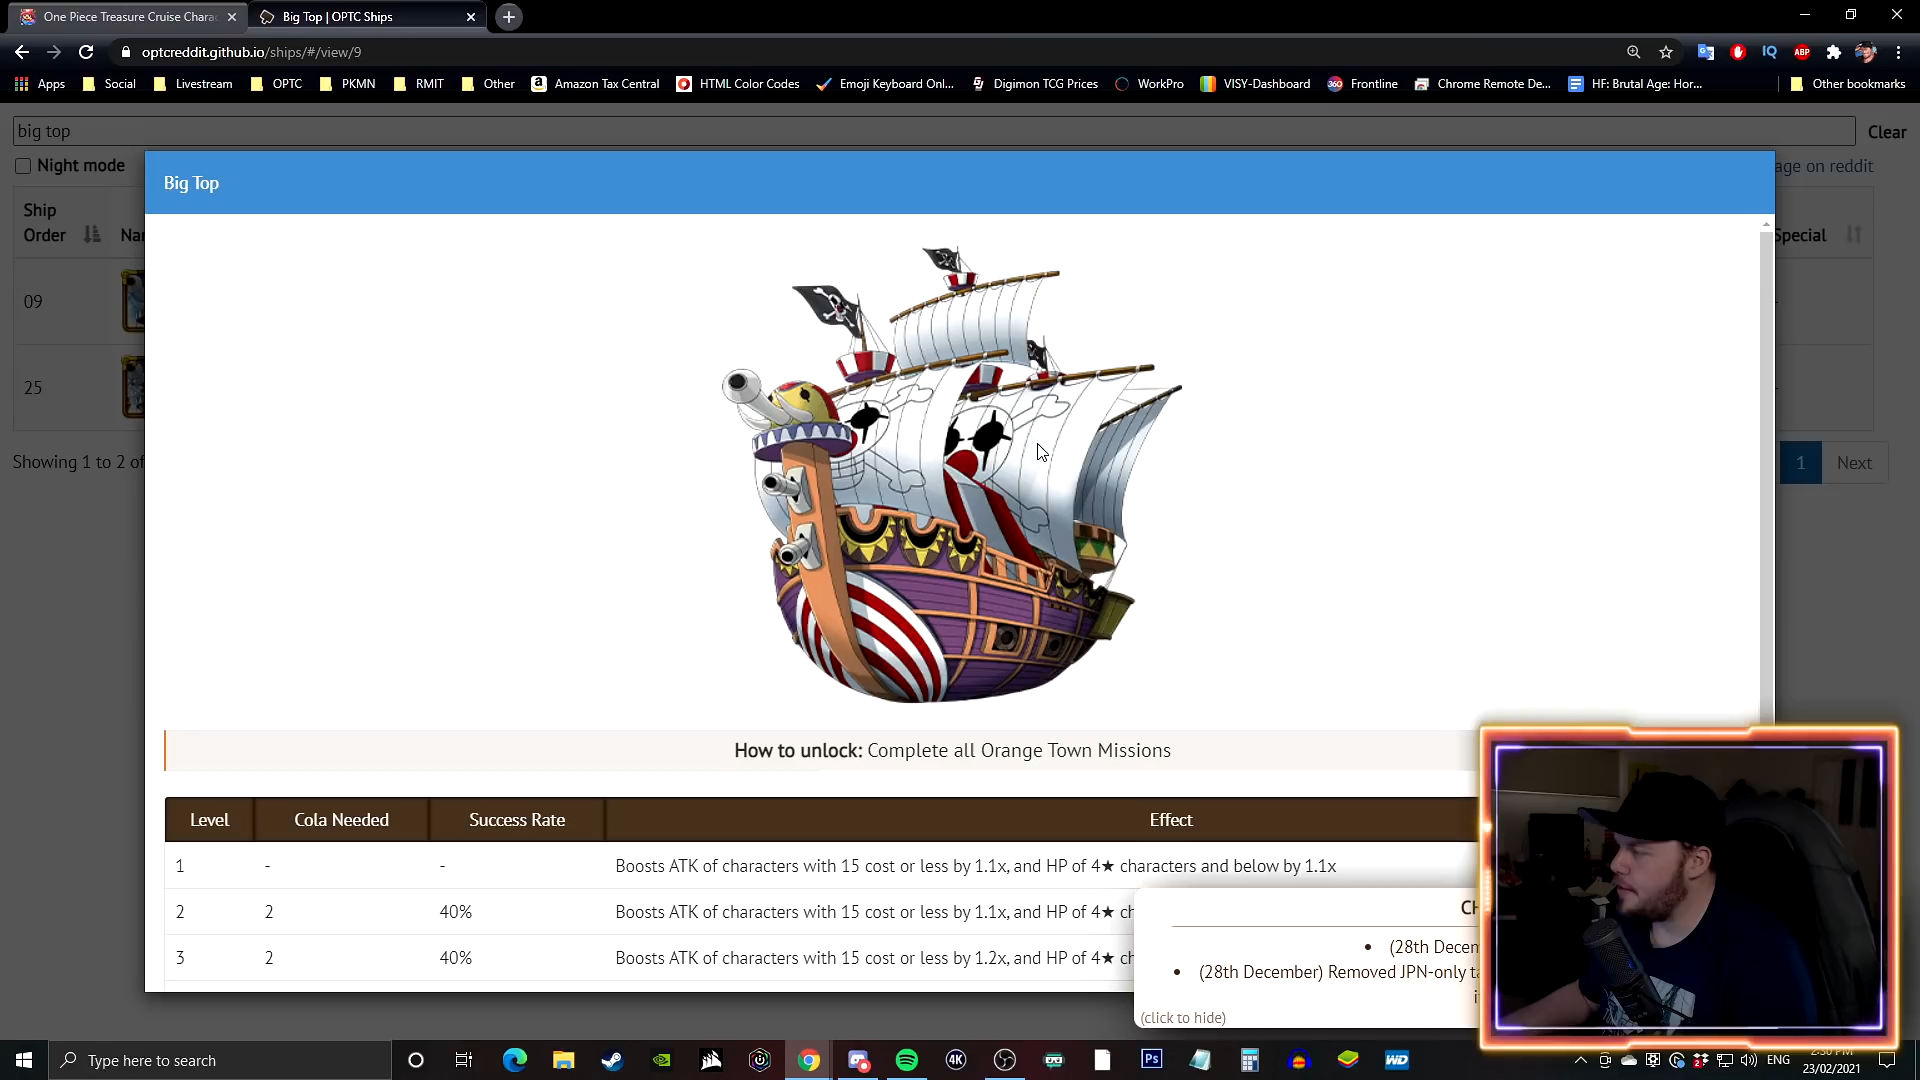 One Piece Treasure Cruise Chara
Big Top | OPTC Ships
optcreddit.github.io/ships/#/view/9
Apps Social Livestream OPTC PKMN RMIT Other Amazon Tax Central HTML Color Codes Emoji Keyboard Onl... Digimon TCG Prices WorkPro VISY-Dashboard Frontline Chrome Remote De... HF: Brutal Age: Hor... Other bookmarks
big top
Clear
Night mode
age on reddit
Big Top
Ship
Order
Special
09
25
Showing 1 to 2 of
1
Next
How to unlock: Complete all Orange Town Missions
Level Cola Needed Success Rate Effect
1 - - Boosts ATK of characters with 15 cost or less by 1.1x, and HP of 4★ characters and below by 1.1x
2 2 40% Boosts ATK of characters with 15 cost or less by 1.1x, and HP of 4★ ch
3 2 40% Boosts ATK of characters with 15 cost or less by 1.2x, and HP of 4★ ch
• (28th Decem
• (28th December) Removed JPN-only ta
(click to hide)
Type here to search
4K
Ps
WD
ENG
2:30 PM
23/02/2021